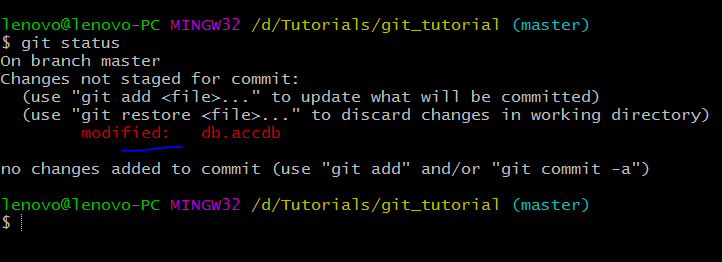 lenovo@lenovo-PC MINGW32 /d/Tutorials/git_tutorial (master)
$ git status
On branch master
Changes not staged for commit:
  (use "git add <file>..." to update what will be committed)
  (use "git restore <file>..." to discard changes in working directory)
        modified:   db.accdb

no changes added to commit (use "git add" and/or "git commit -a")

lenovo@lenovo-PC MINGW32 /d/Tutorials/git_tutorial (master)
$